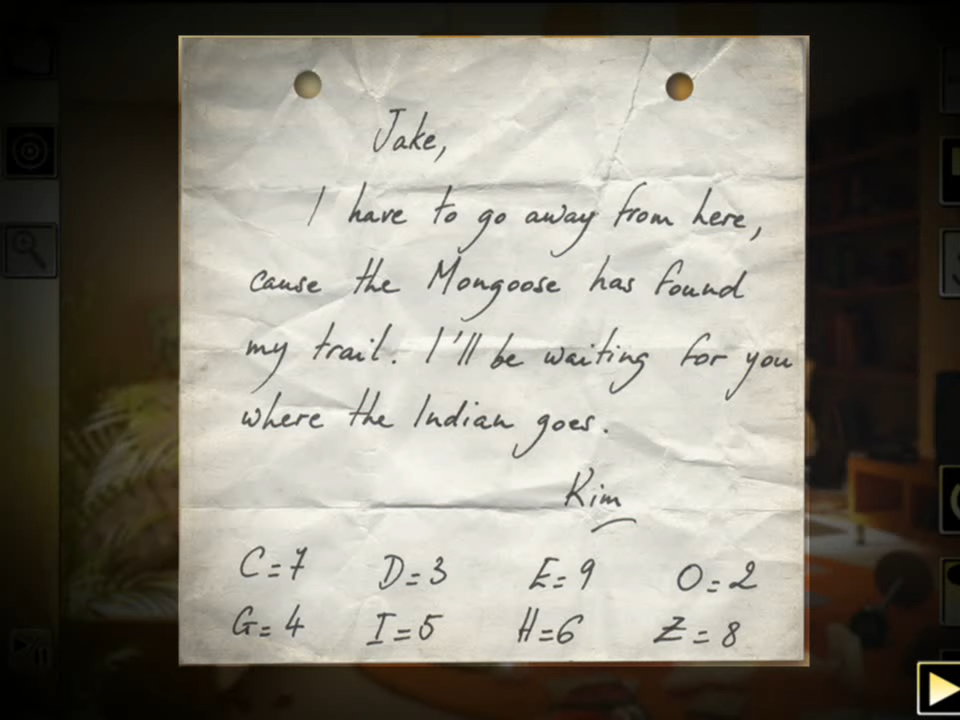 Jake,
I have to go away from here,
cause the Mongoose has found
my trail. I'll be waiting for you
where the Indian goes.
Kim
C=7 D=3 E=9 O=2
G=4 I=5 H=6 Z=8